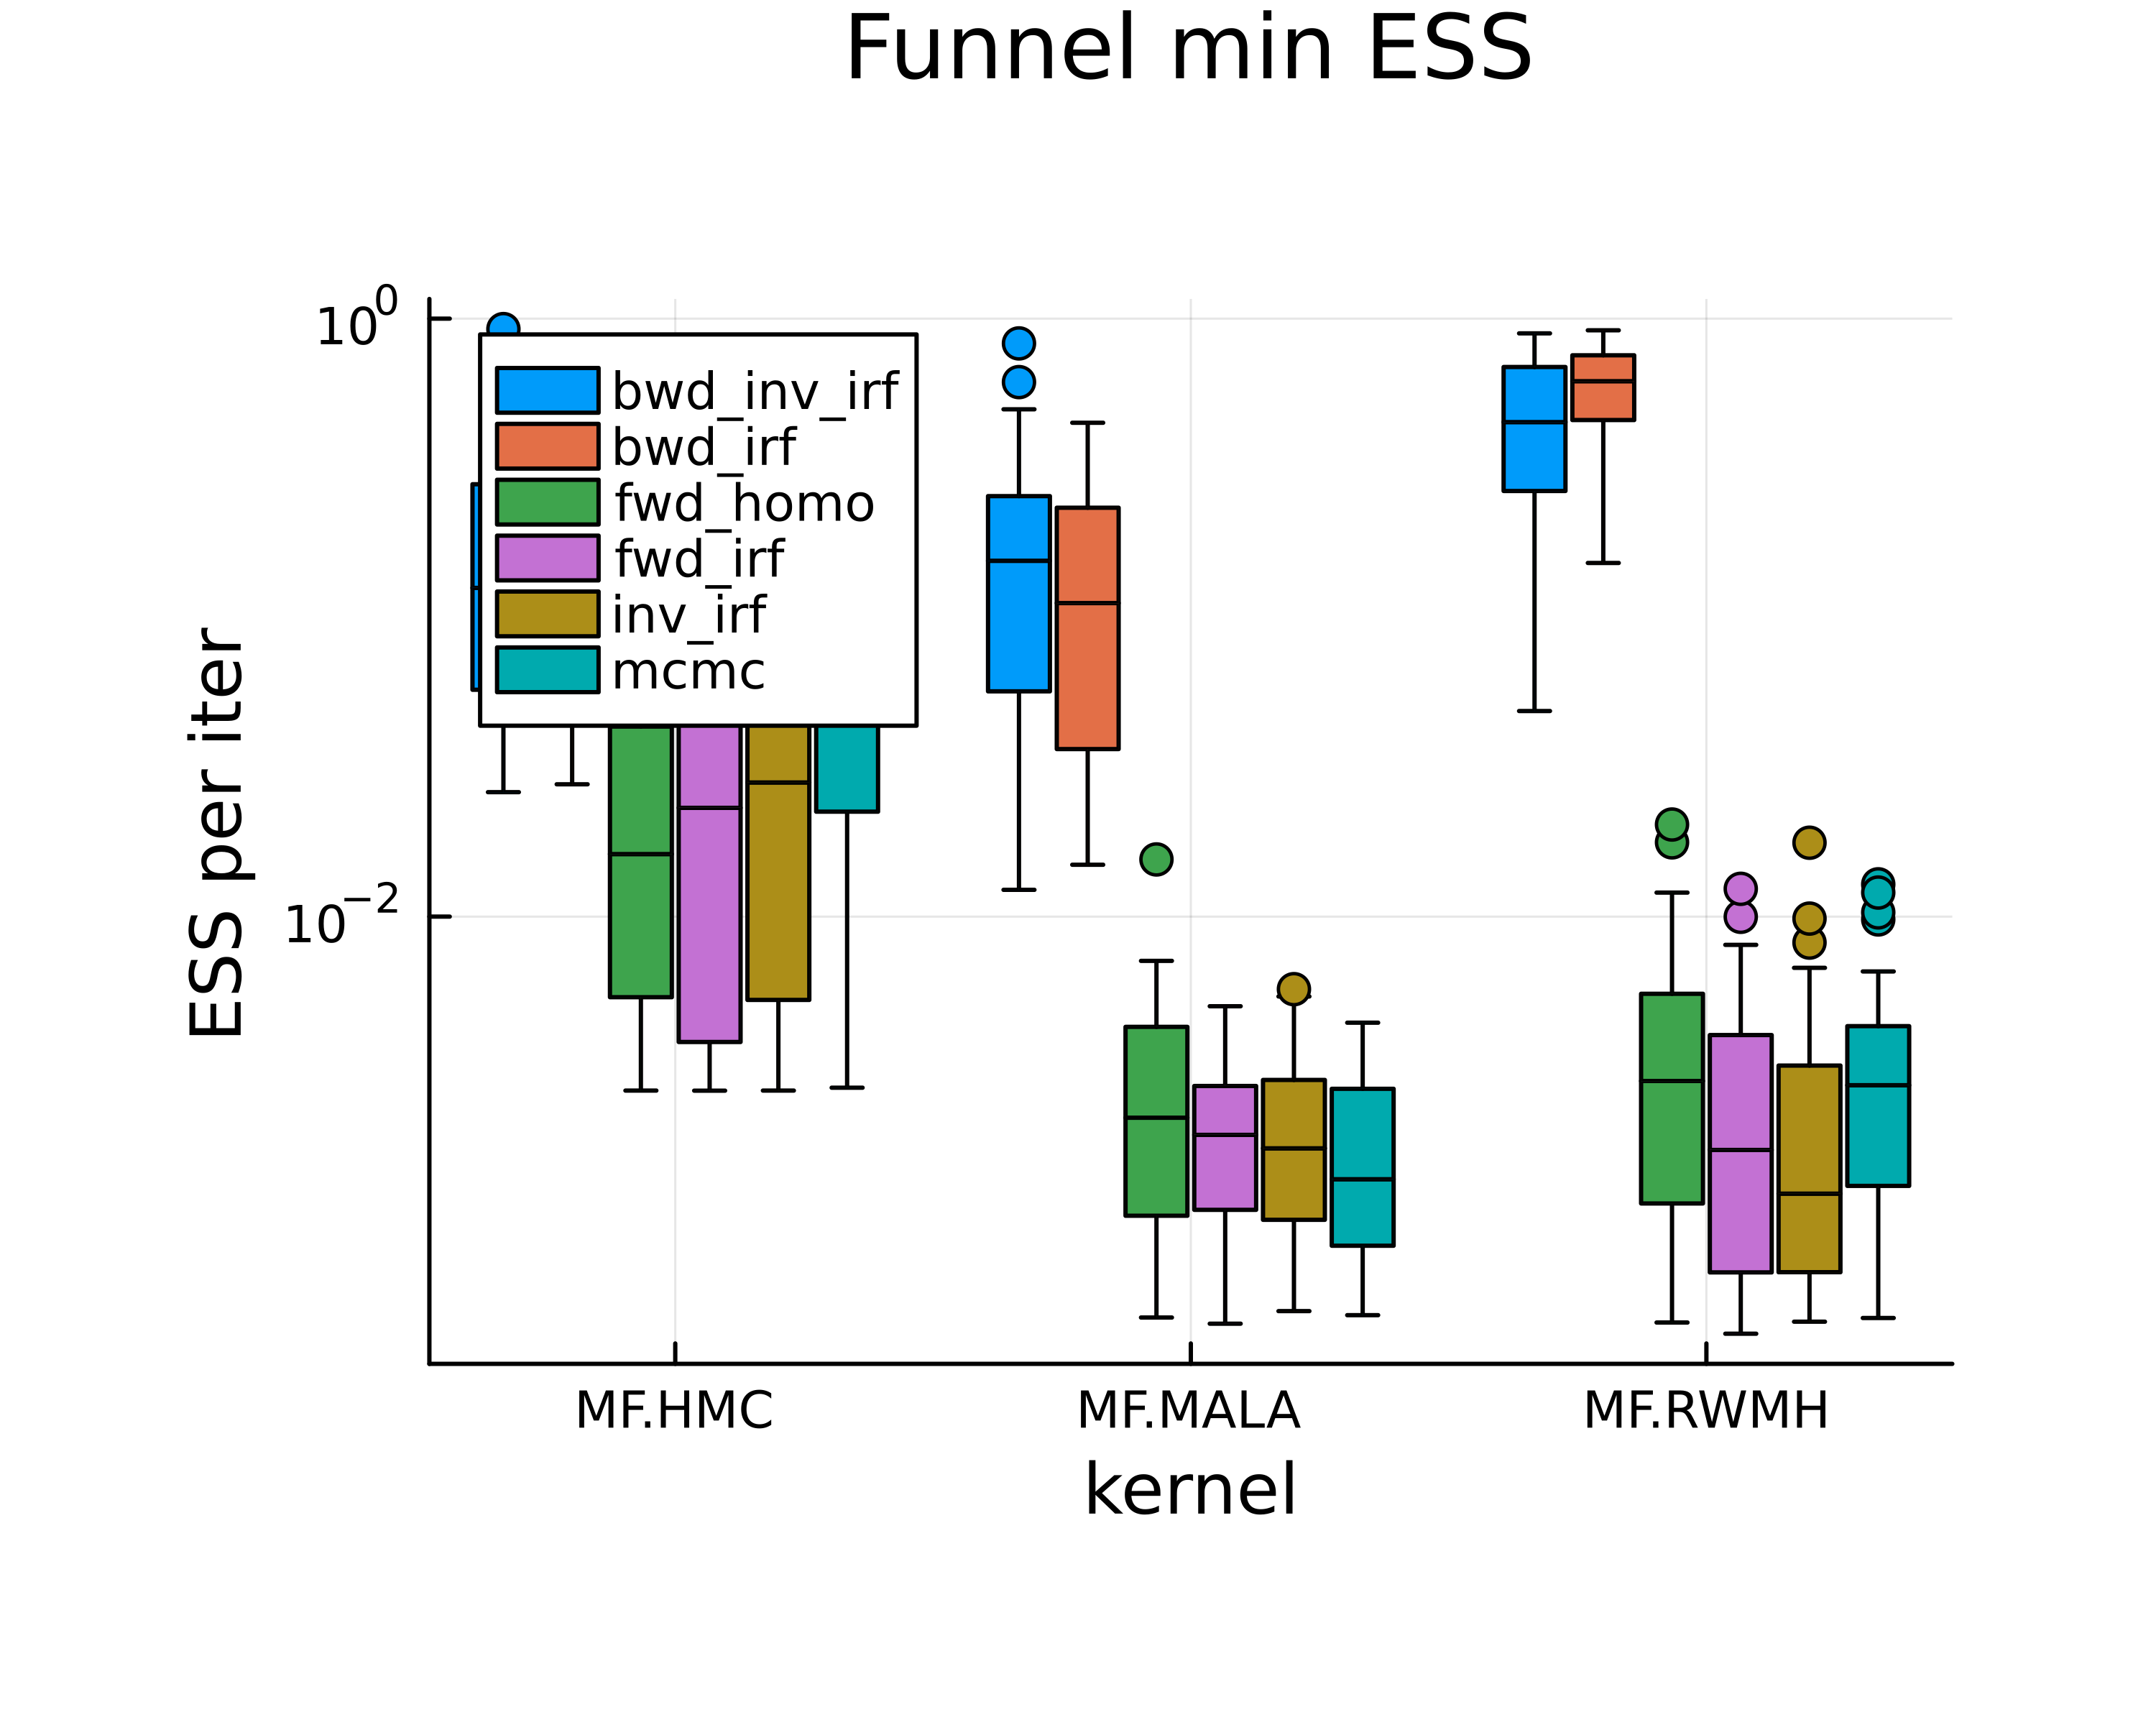 Funnel min ESS
10^0
bwd_inv_irf
bwd_irf
fwd_homo
fwd_irf
inv_irf
mcmc
ESS per iter
10^−2
MF.HMC
MF.MALA
MF.RWMH
kernel